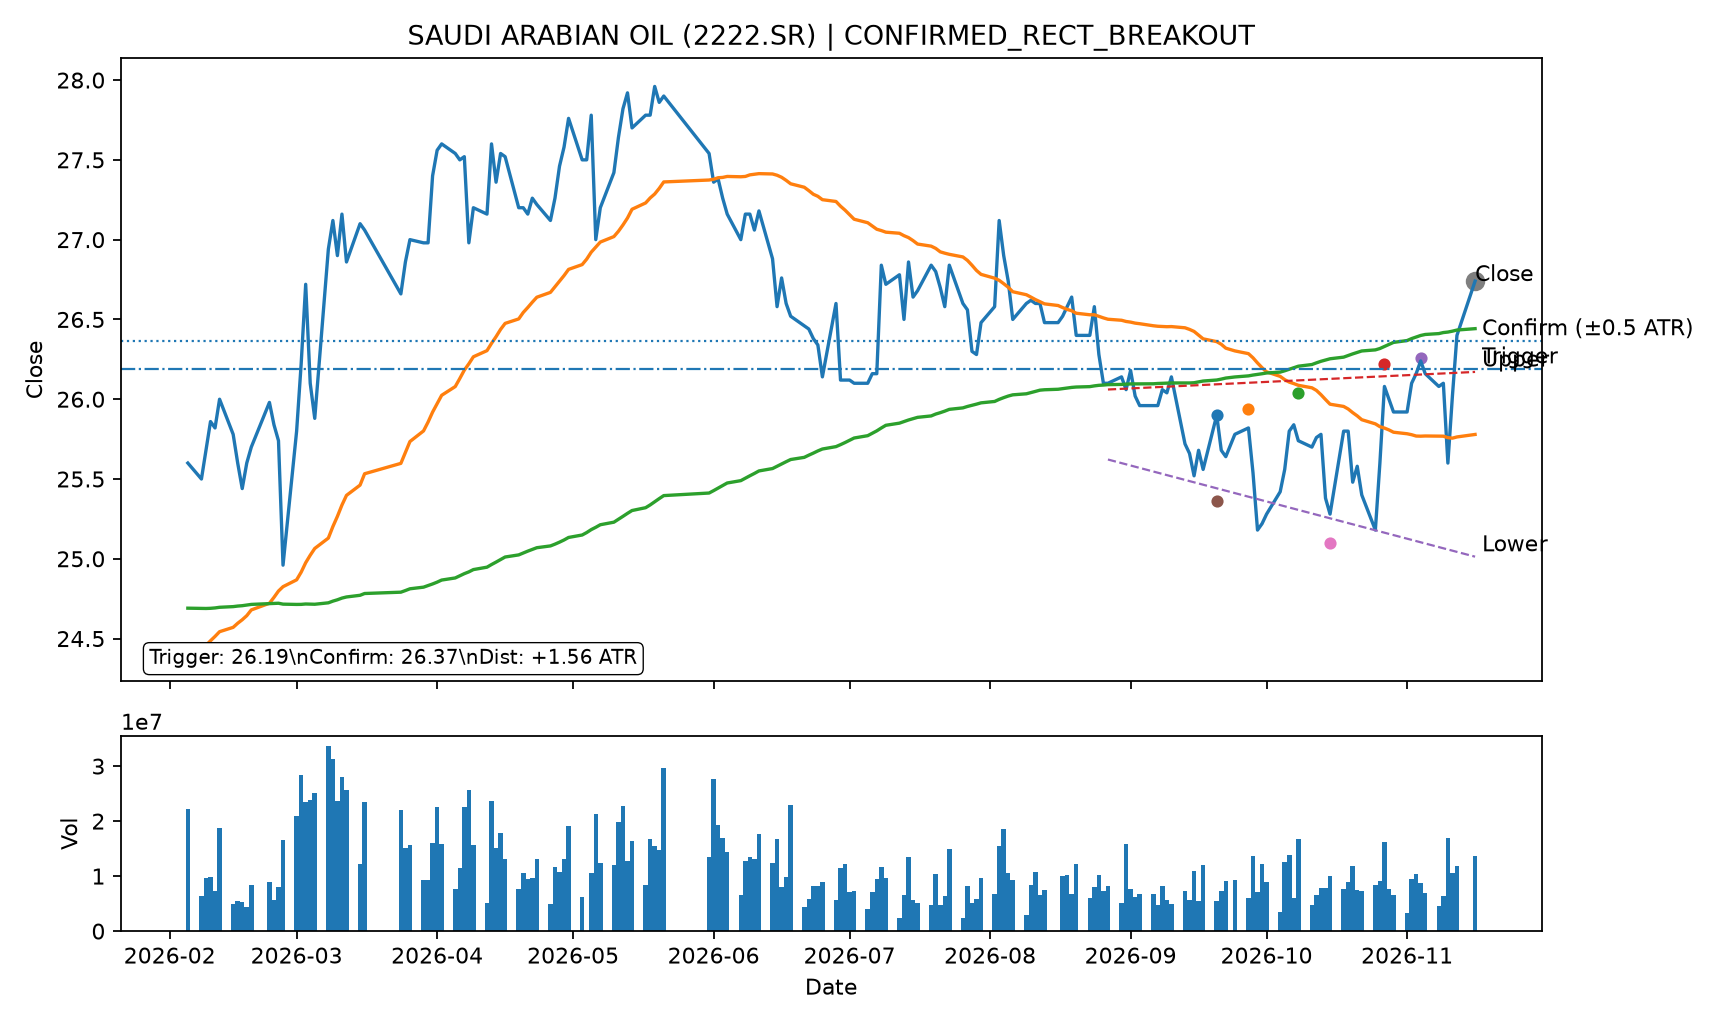 SAUDI ARABIAN OIL (2222.SR) | CONFIRMED_RECT_BREAKOUT
Close
28.0
27.5
27.0
26.5
26.0
25.5
25.0
24.5
Close
Confirm (±0.5 ATR)
Trigger
Upper
Lower
Trigger: 26.19\nConfirm: 26.37\nDist: +1.56 ATR
1e7
Vol
3
2
1
0
2026-02 2026-03 2026-04 2026-05 2026-06 2026-07 2026-08 2026-09 2026-10 2026-11
Date